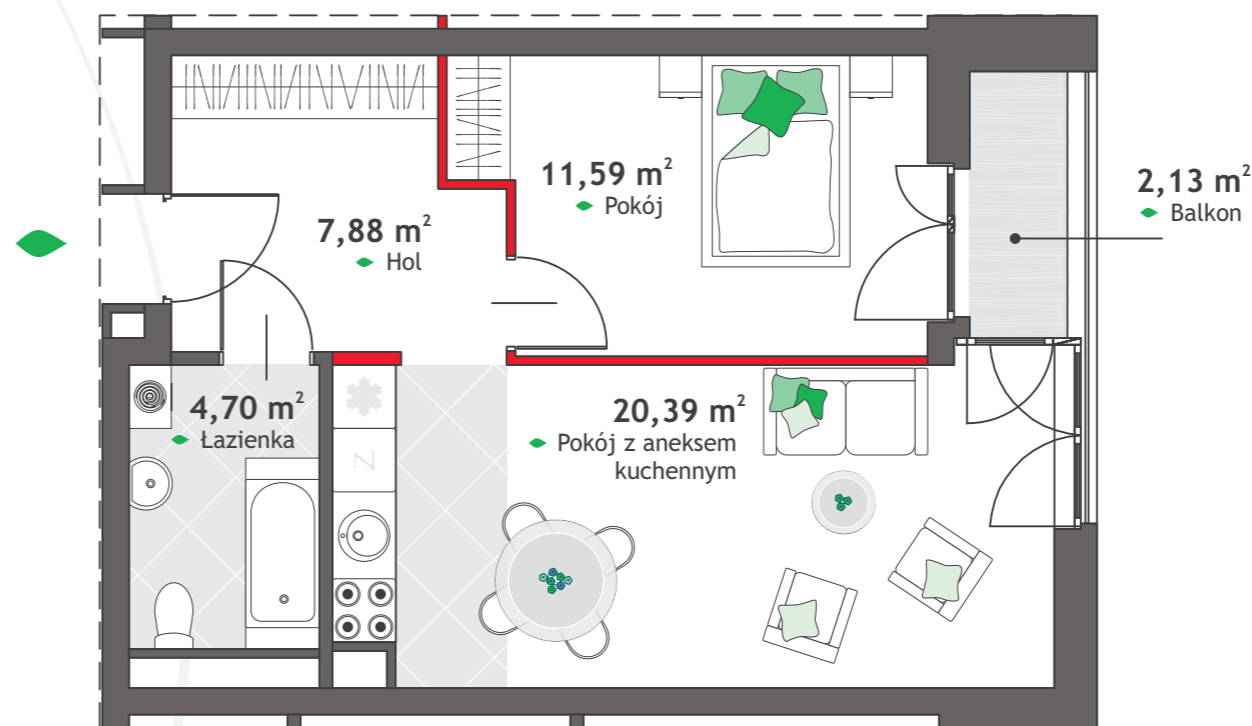 11,59 m²
Pokój
2,13 m²
Balkon
7,88 m²
Hol
4,70 m²
Łazienka
20,39 m²
Pokój z aneksem
kuchennym
Z